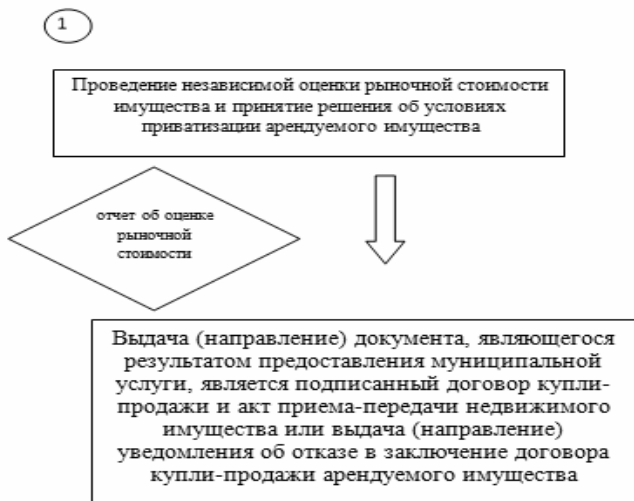 1
Проведение независимой оценки рыночной стоимости
имущества и принятие решения об условиях
приватизации арендуемого имущества
отчет об оценке
рыночной
стоимости
Выдача (направление) документа, являющегося
результатом предоставления муниципальной
услуги, является подписанный договор купли-
продажи и акт приема-передачи недвижимого
имущества или выдача (направление)
уведомления об отказе в заключение договора
купли-продажи арендуемого имущества